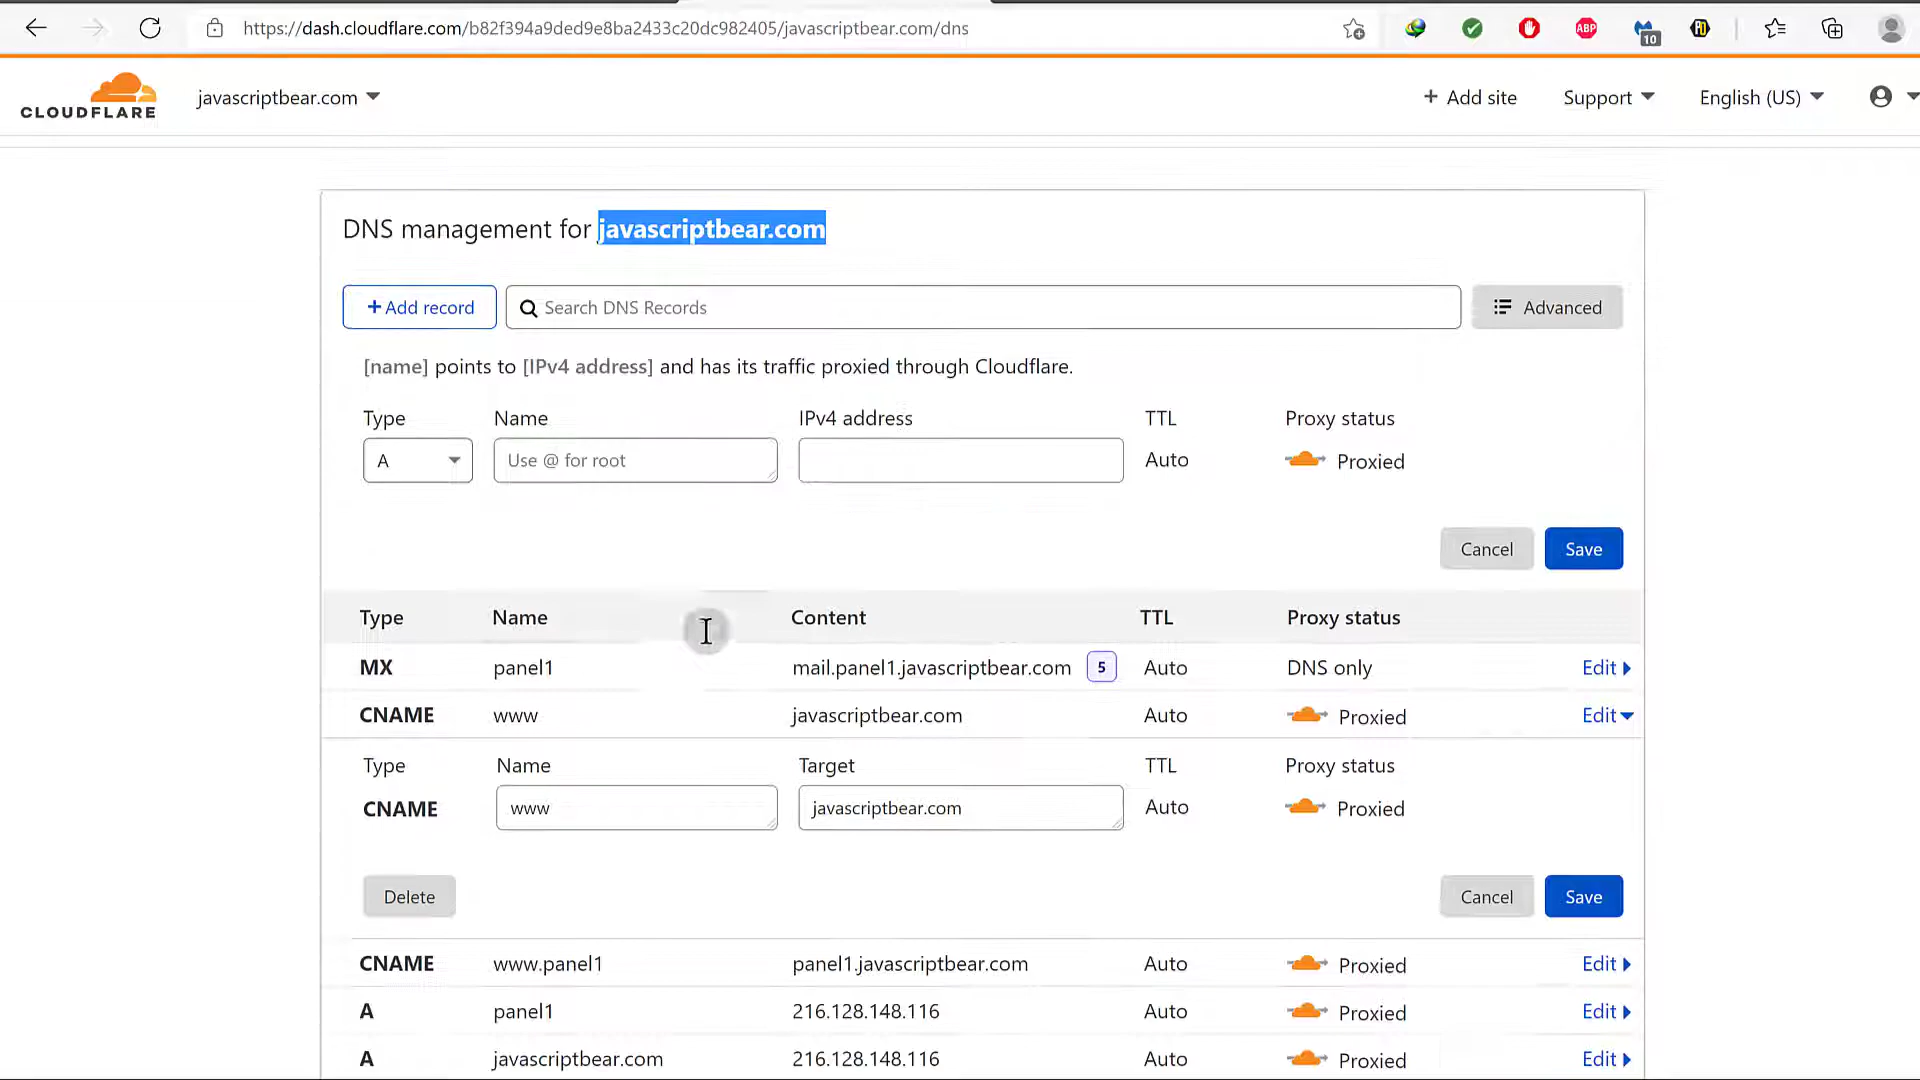 https://dash.cloudflare.com/b82f394a9ded9e8ba2433c20dc982405/javascriptbear.com/dns
ABP
10
CLOUDFLARE
javascriptbear.com
+ Add site
Support
English (US)
DNS management for javascriptbear.com
+ Add record
Search DNS Records
Advanced
[name] points to [IPv4 address] and has its traffic proxied through Cloudflare.
Type Name IPv4 address TTL Proxy status
A Use @ for root Auto Proxied
Cancel Save
Type Name Content TTL Proxy status
MX panel1 mail.panel1.javascriptbear.com 5 Auto DNS only Edit
CNAME www javascriptbear.com Auto Proxied Edit
Type Name Target TTL Proxy status
CNAME www javascriptbear.com Auto Proxied
Delete Cancel Save
CNAME www.panel1 panel1.javascriptbear.com Auto Proxied Edit
A panel1 216.128.148.116 Auto Proxied Edit
A javascriptbear.com 216.128.148.116 Auto Proxied Edit